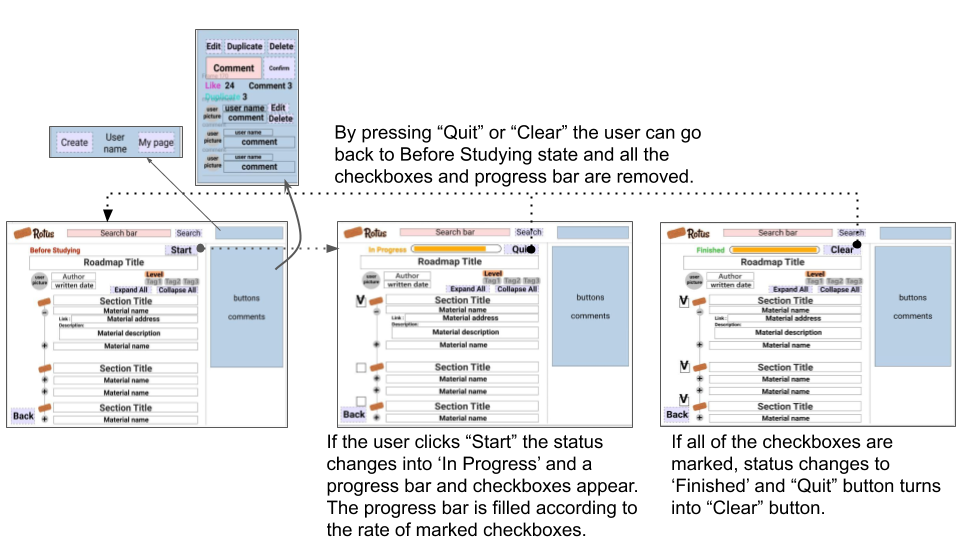 Edit Duplicate Delete
Comment Confirm
Like 24 Comment 3
Duplicate 3
user picture user name Edit
comment Delete
user picture user name
comment
user picture user name
comment
Create User name My page
By pressing “Quit” or “Clear” the user can go
back to Before Studying state and all the
checkboxes and progress bar are removed.
Rotus Search bar Search
Before Studying Start
Roadmap Title
user picture Author Level
written date Tag1 Tag2 Tag3
Expand All Collapse All
Section Title
Material name
Link : Material address
Description:
Material description
Material name
Section Title
Material name
Material name
Section Title
Material name
Back
buttons
comments
Rotus Search bar Search
In Progress Quit
Roadmap Title
user picture Author Level
written date Tag1 Tag2 Tag3
Expand All Collapse All
V Section Title
Material name
Link : Material address
Description:
Material description
Material name
Section Title
Material name
Material name
Section Title
Material name
Back
buttons
comments
Rotus Search bar Search
Finished Clear
Roadmap Title
user picture Author Level
written date Tag1 Tag2 Tag3
Expand All Collapse All
V Section Title
Material name
Link : Material address
Description:
Material description
Material name
V Section Title
Material name
Material name
V Section Title
Material name
Back
buttons
comments
If the user clicks “Start” the status
changes into ‘In Progress’ and a
progress bar and checkboxes appear.
The progress bar is filled according to
the rate of marked checkboxes.
If all of the checkboxes are
marked, status changes to
‘Finished’ and “Quit” button turns
into “Clear” button.